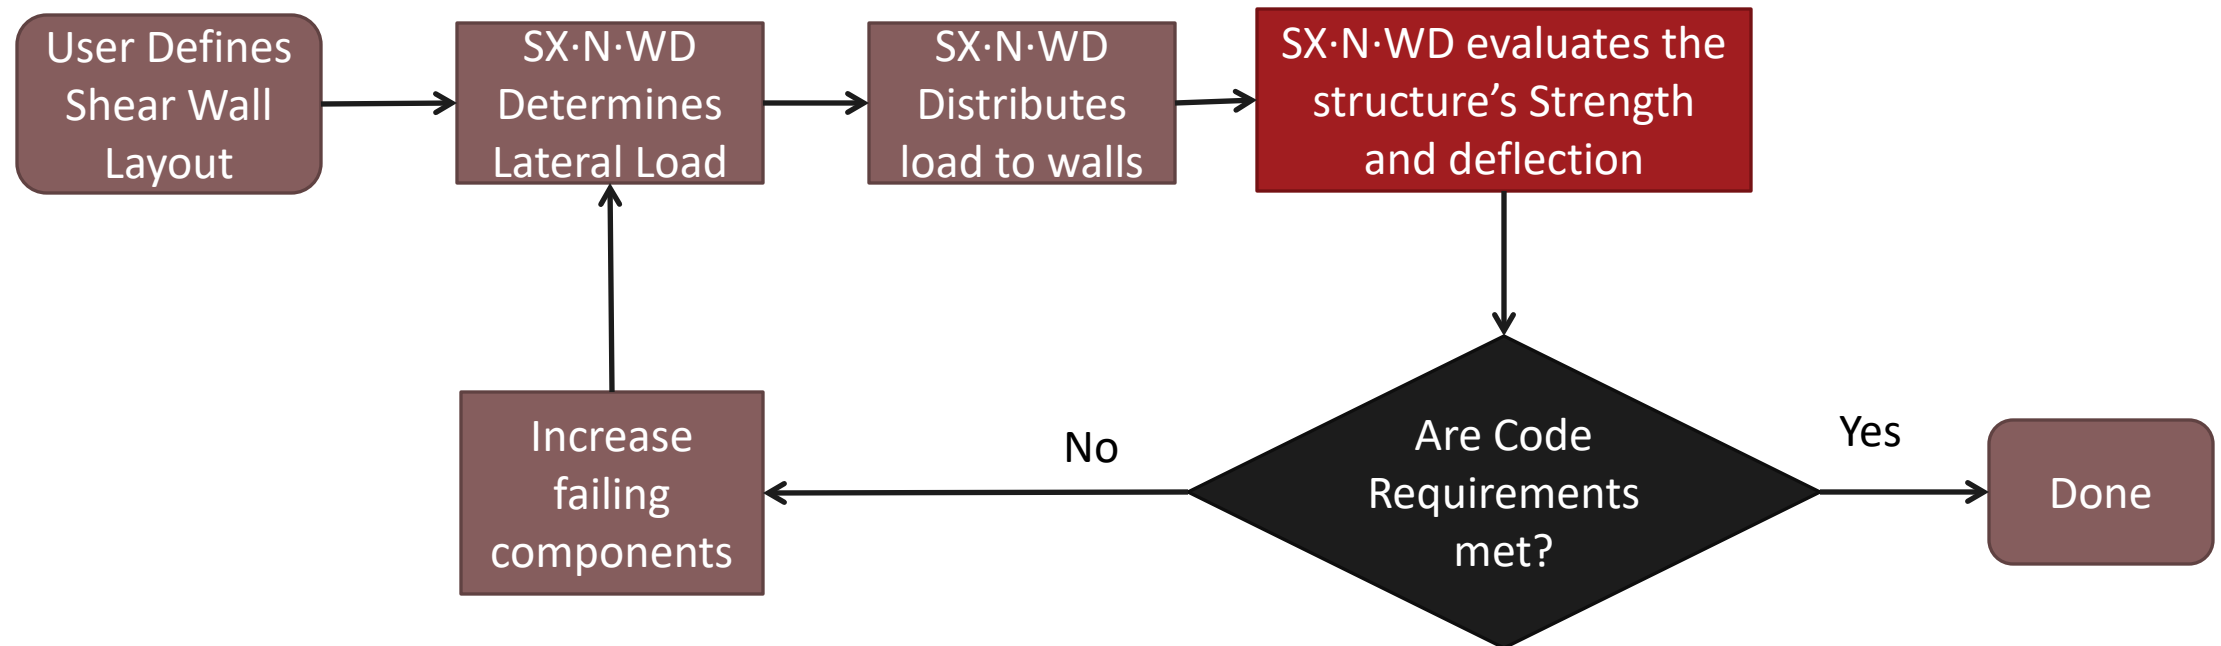 User Defines
Shear Wall
Layout
SX·N·WD
Determines
Lateral Load
SX·N·WD
Distributes
load to walls
SX·N·WD evaluates the
structure’s Strength
and deflection
Increase
failing
components
No
Are Code
Requirements
met?
Yes
Done